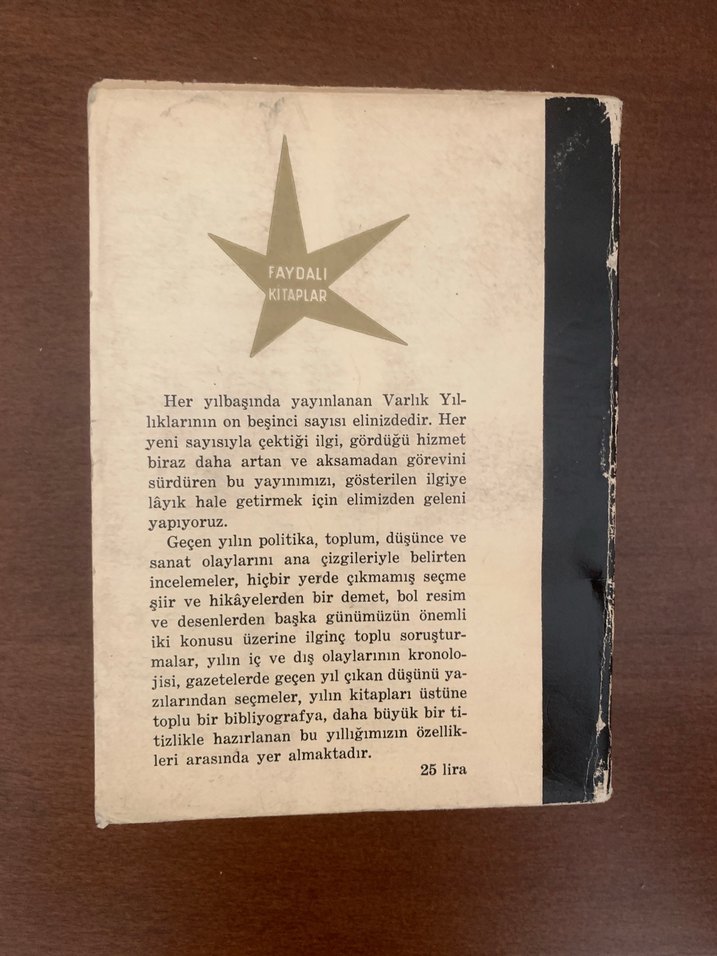 FAYDALI
KİTAPLAR
Her yılbaşında yayınlanan Varlık Yıl-
lıklarının on beşinci sayısı elinizdedir. Her
yeni sayısıyla çektiği ilgi, gördüğü hizmet
biraz daha artan ve aksamadan görevini
sürdüren bu yayınımızı, gösterilen ilgiye
lâyık hale getirmek için elimizden geleni
yapıyoruz.
Geçen yılın politika, toplum, düşünce ve
sanat olaylarını ana çizgileriyle belirten
incelemeler, hiçbir yerde çıkmamış seçme
şiir ve hikâyelerden bir demet, bol resim
ve desenlerden başka günümüzün önemli
iki konusu üzerine ilginç toplu soruştur-
malar, yılın iç ve dış olaylarının kronolo-
jisi, gazetelerde geçen yıl çıkan düşünü ya-
zılarından seçmeler, yılın kitapları üstüne
toplu bir bibliyografya, daha büyük bir ti-
tizlikle hazırlanan bu yıllığımızın özellik-
leri arasında yer almaktadır.
25 lira